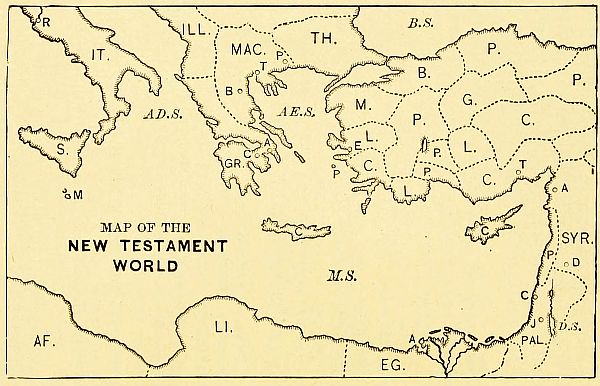 R
IT.
ILL.
MAC.
TH.
B.S.
P.
P
T
B.
P.
B
AD.S.
AE.S.
M.
G.
P.
C.
S.
A
C
GR.
L.
E
L.
P.
T
P
C.
P.
C.
A
L.
M
C
C
MAP OF THE
NEW TESTAMENT
WORLD
M.S.
SYR.
P
D
C
J
D.S.
AF.
LI.
A
PAL.
EG.